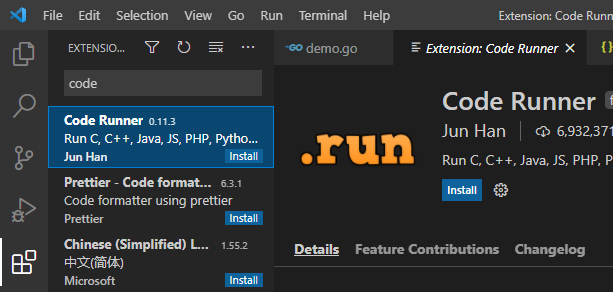 File Edit Selection View Go Run Terminal Help Extension: Code Runn
EXTENSIO...
code
Code Runner 0.11.3
Run C, C++, Java, JS, PHP, Pytho...
Jun Han Install
Prettier - Code format... 6.3.1
Code formatter using prettier
Prettier Install
Chinese (Simplified) L... 1.55.2
中文(简体)
Microsoft Install
GO demo.go
Extension: Code Runner
{}
.run
Code Runner
Jun Han 6,932,371
Run C, C++, Java, JS, PHP, P
Install
Details Feature Contributions Changelog